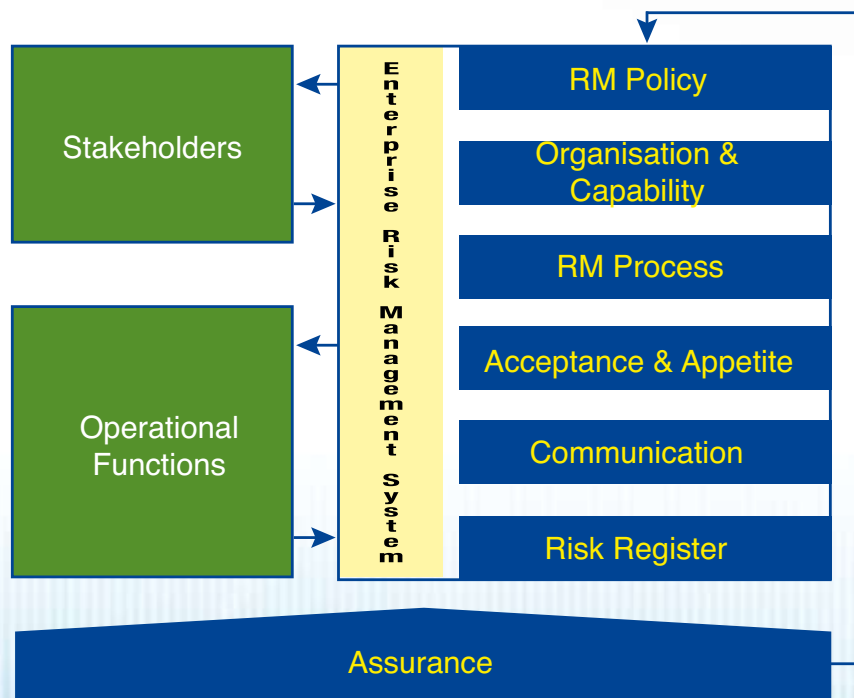 Stakeholders
Operational
Functions
Enterprise Risk Management System
RM Policy
Organisation &
Capability
RM Process
Acceptance & Appetite
Communication
Risk Register
Assurance